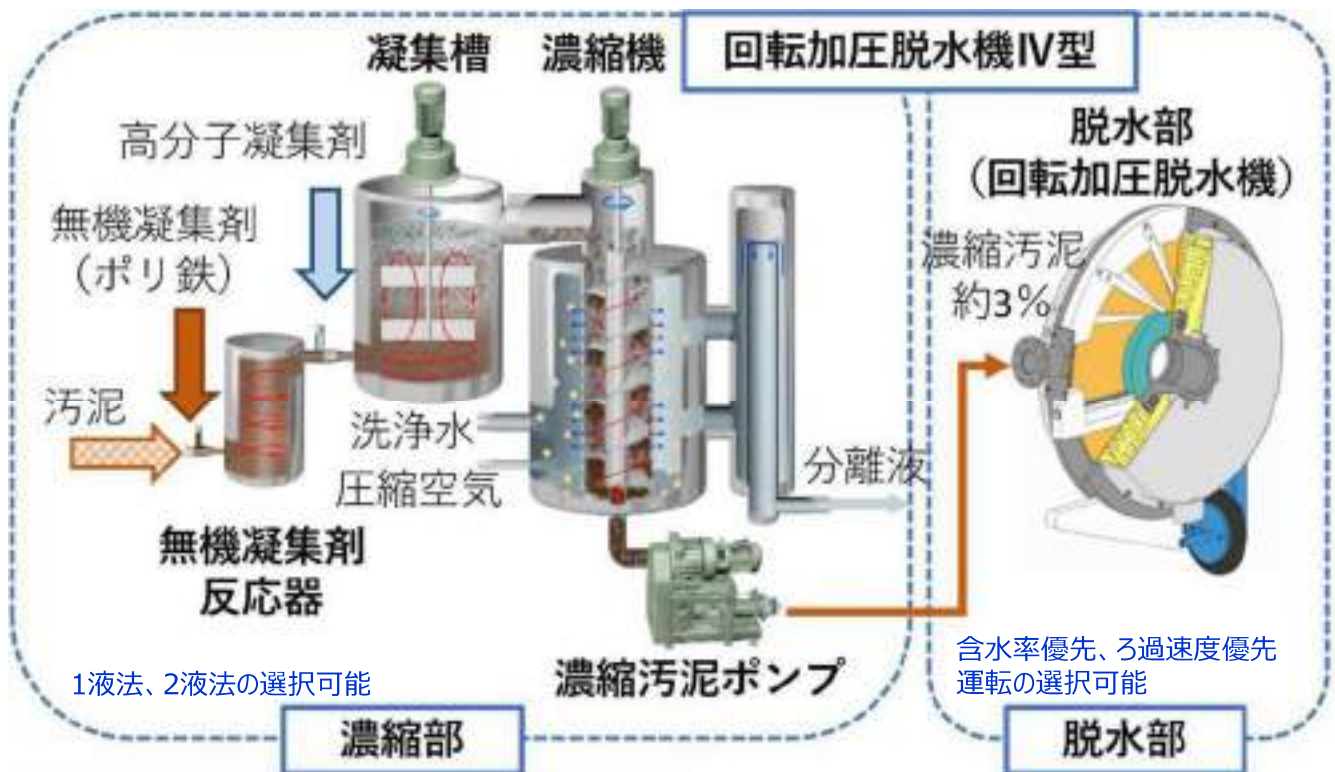 回転加圧脱水機Ⅳ型
凝集槽
濃縮機
高分子凝集剤
無機凝集剤
（ポリ鉄）
汚泥
無機凝集剤
反応器
洗浄水
圧縮空気
分離液
濃縮汚泥ポンプ
1液法、2液法の選択可能
濃縮部
脱水部
（回転加圧脱水機）
濃縮汚泥
約3％
含水率優先、ろ過速度優先
運転の選択可能
脱水部